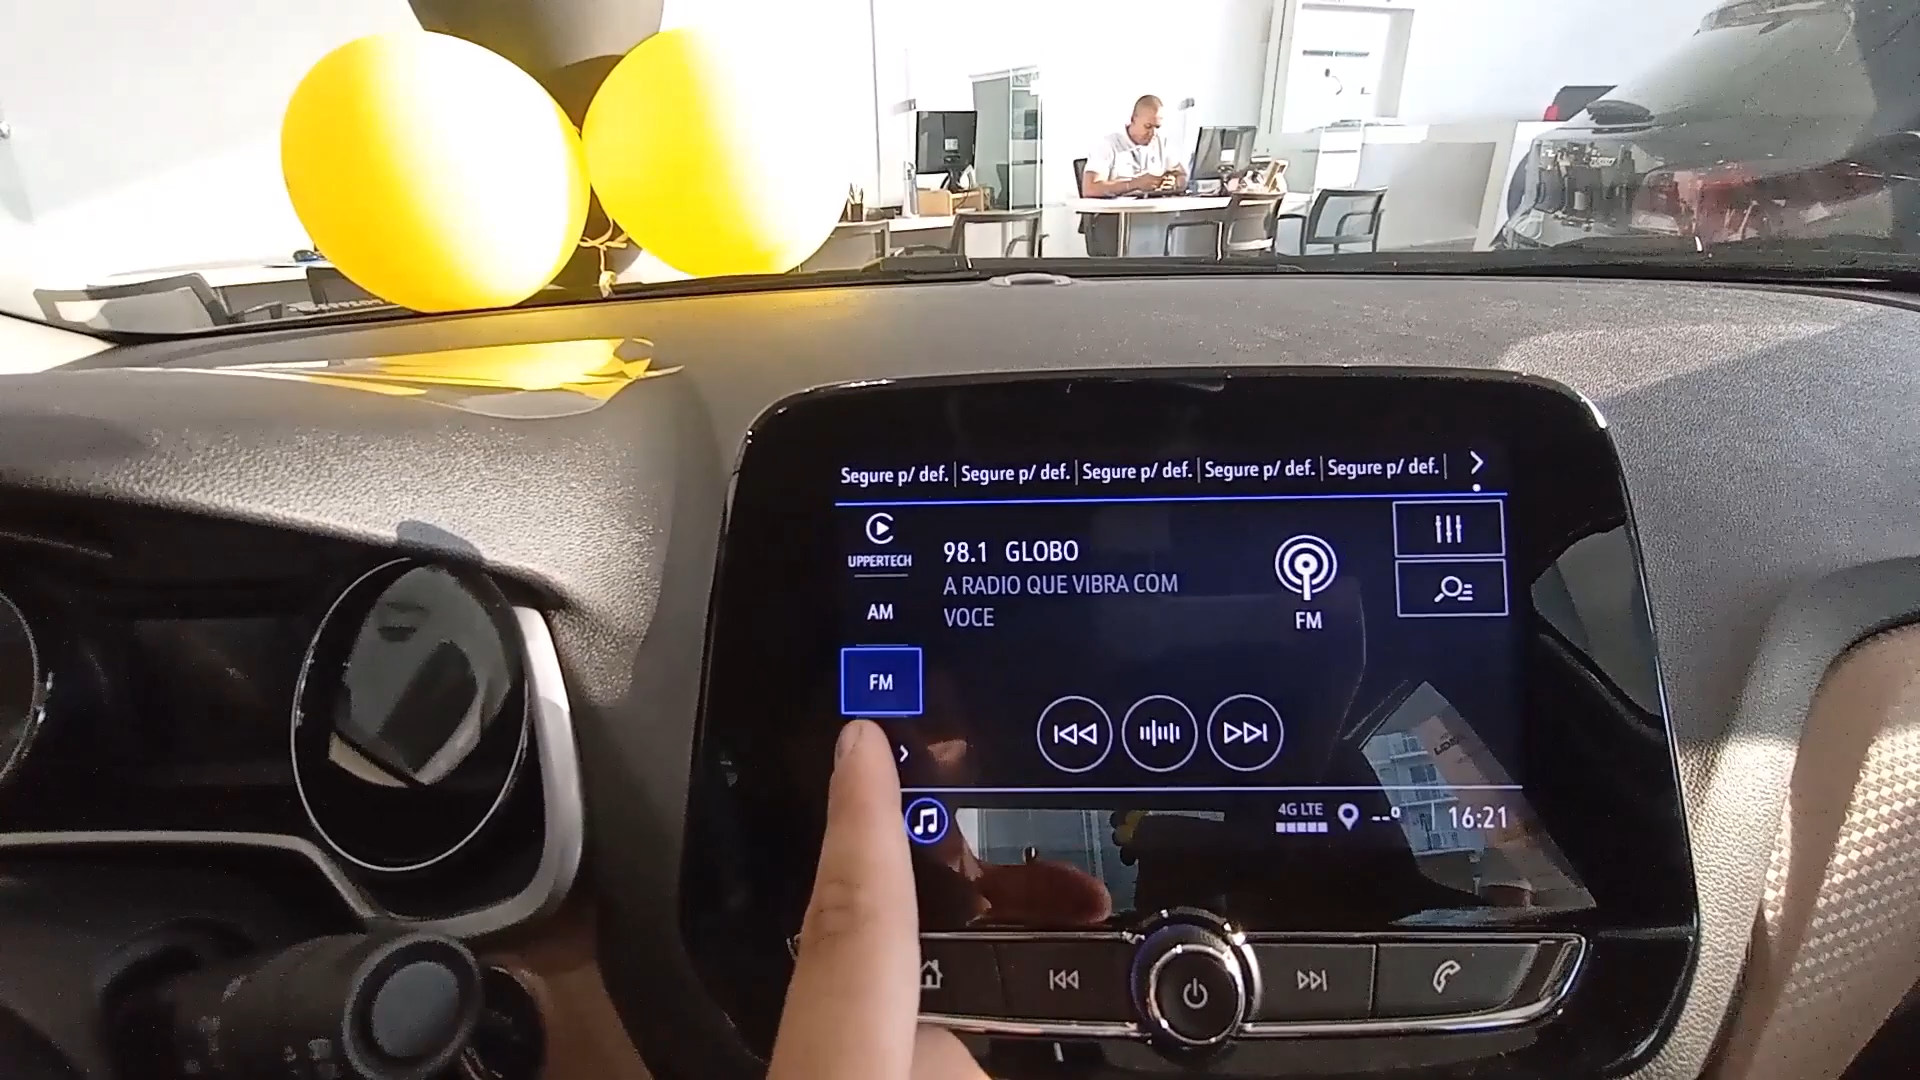 Segure p/ def. Segure p/ def. Segure p/ def. Segure p/ def. Segure p/ def.
UPPERTECH
98.1 GLOBO
A RADIO QUE VIBRA COM
VOCE
AM
FM
FM
4G LTE
--°
16:21